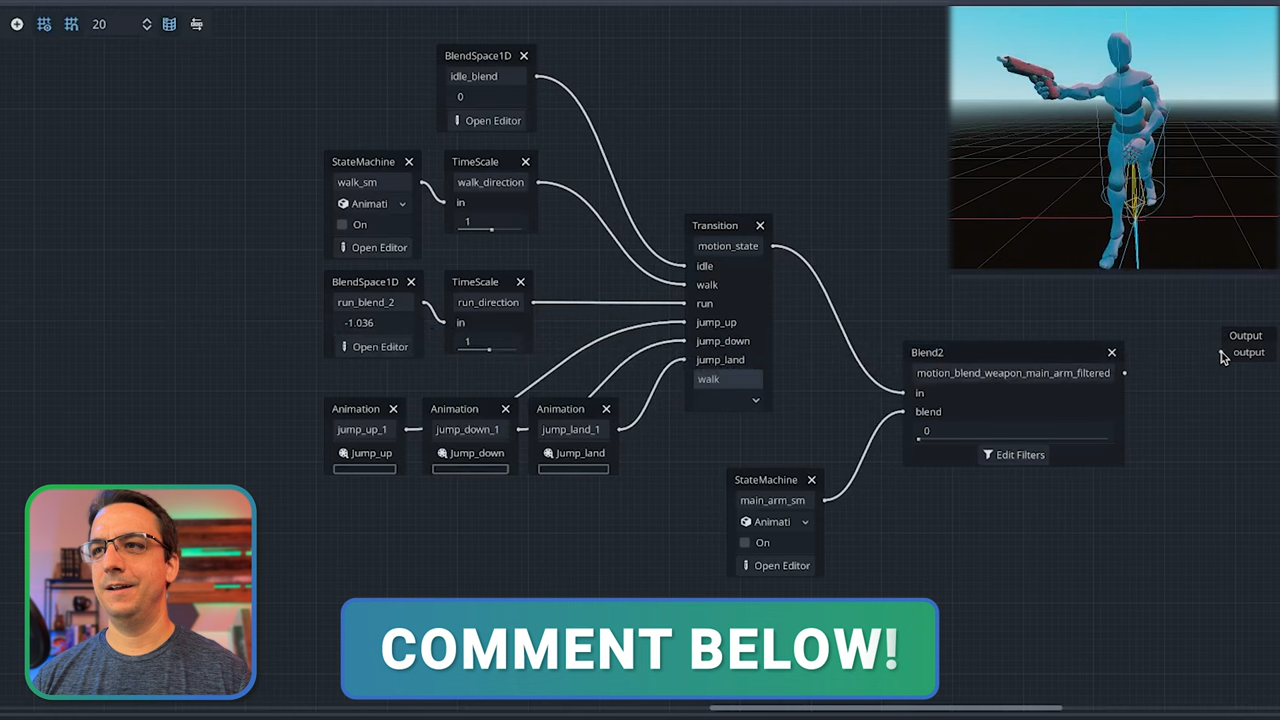 20
BlendSpace1D
idle_blend
0
Open Editor
StateMachine
walk_sm
Animati
On
Open Editor
TimeScale
walk_direction
in
1
BlendSpace1D
run_blend_2
-1.036
Open Editor
TimeScale
run_direction
in
1
Animation
jump_up_1
Jump_up
Animation
jump_down_1
Jump_down
Animation
jump_land_1
Jump_land
Transition
motion_state
idle
walk
run
jump_up
jump_down
jump_land
walk
StateMachine
main_arm_sm
Animati
On
Open Editor
Blend2
motion_blend_weapon_main_arm_filtered
in
blend
0
Edit Filters
Output
output
COMMENT BELOW!